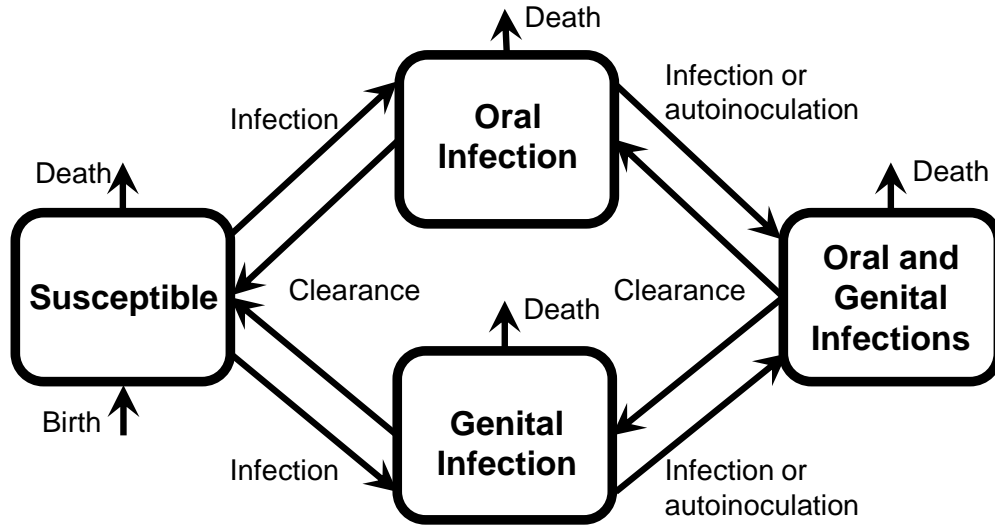 Death
Infection or
autoinoculation
Infection
Oral
Infection
Death
Death
Susceptible
Clearance
Clearance
Oral and
Genital
Infections
Death
Birth
Genital
Infection
Infection
Infection or
autoinoculation